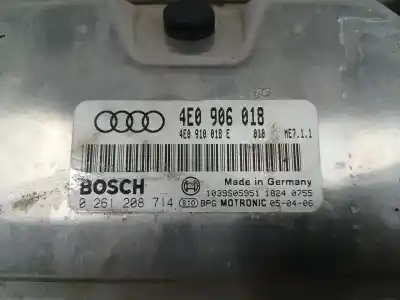 4E0 906 018
4E0 910 018 E 010 ME7.1.1
BOSCH Made in Germany
1039S05951 1824 0755
0 261 208 714 B10 BPG MOTRONIC 05-04-06